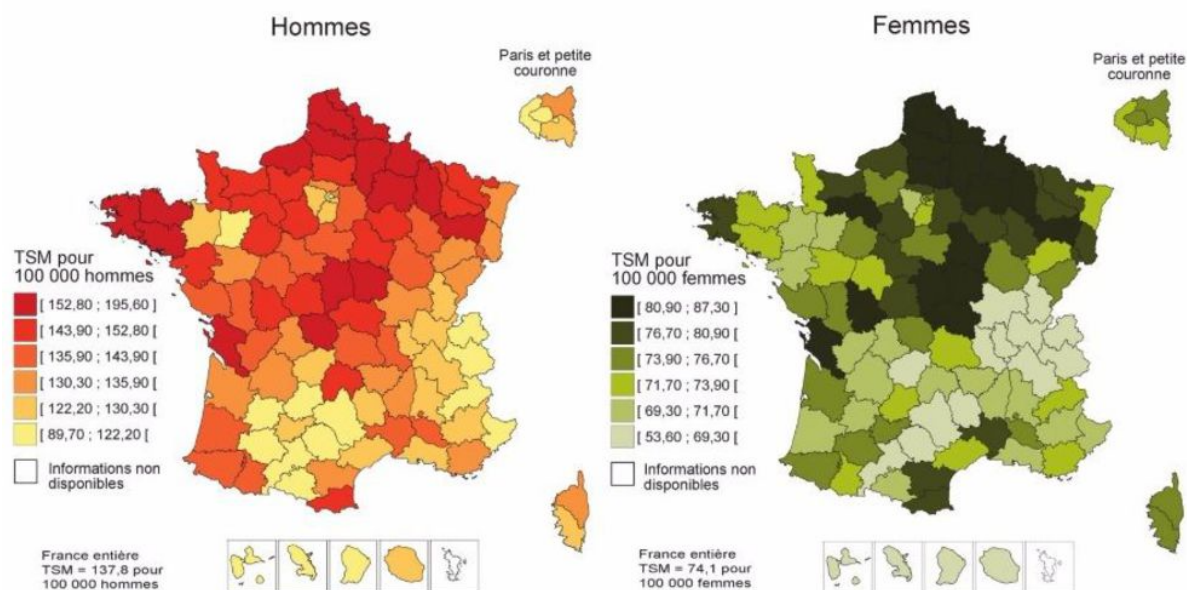 Hommes
Paris et petite
couronne
TSM pour
100 000 hommes
[ 152,80 ; 195,60 ]
[ 143,90 ; 152,80 [
[ 135,90 ; 143,90 [
[ 130,30 ; 135,90 [
[ 122,20 ; 130,30 [
[ 89,70 ; 122,20 [
Informations non
disponibles
France entière
TSM = 137,8 pour
100 000 hommes
Femmes
Paris et petite
couronne
TSM pour
100 000 femmes
[ 80,90 ; 87,30 ]
[ 76,70 ; 80,90 [
[ 73,90 ; 76,70 [
[ 71,70 ; 73,90 [
[ 69,30 ; 71,70 [
[ 53,60 ; 69,30 [
Informations non
disponibles
France entière
TSM = 74,1 pour
100 000 femmes